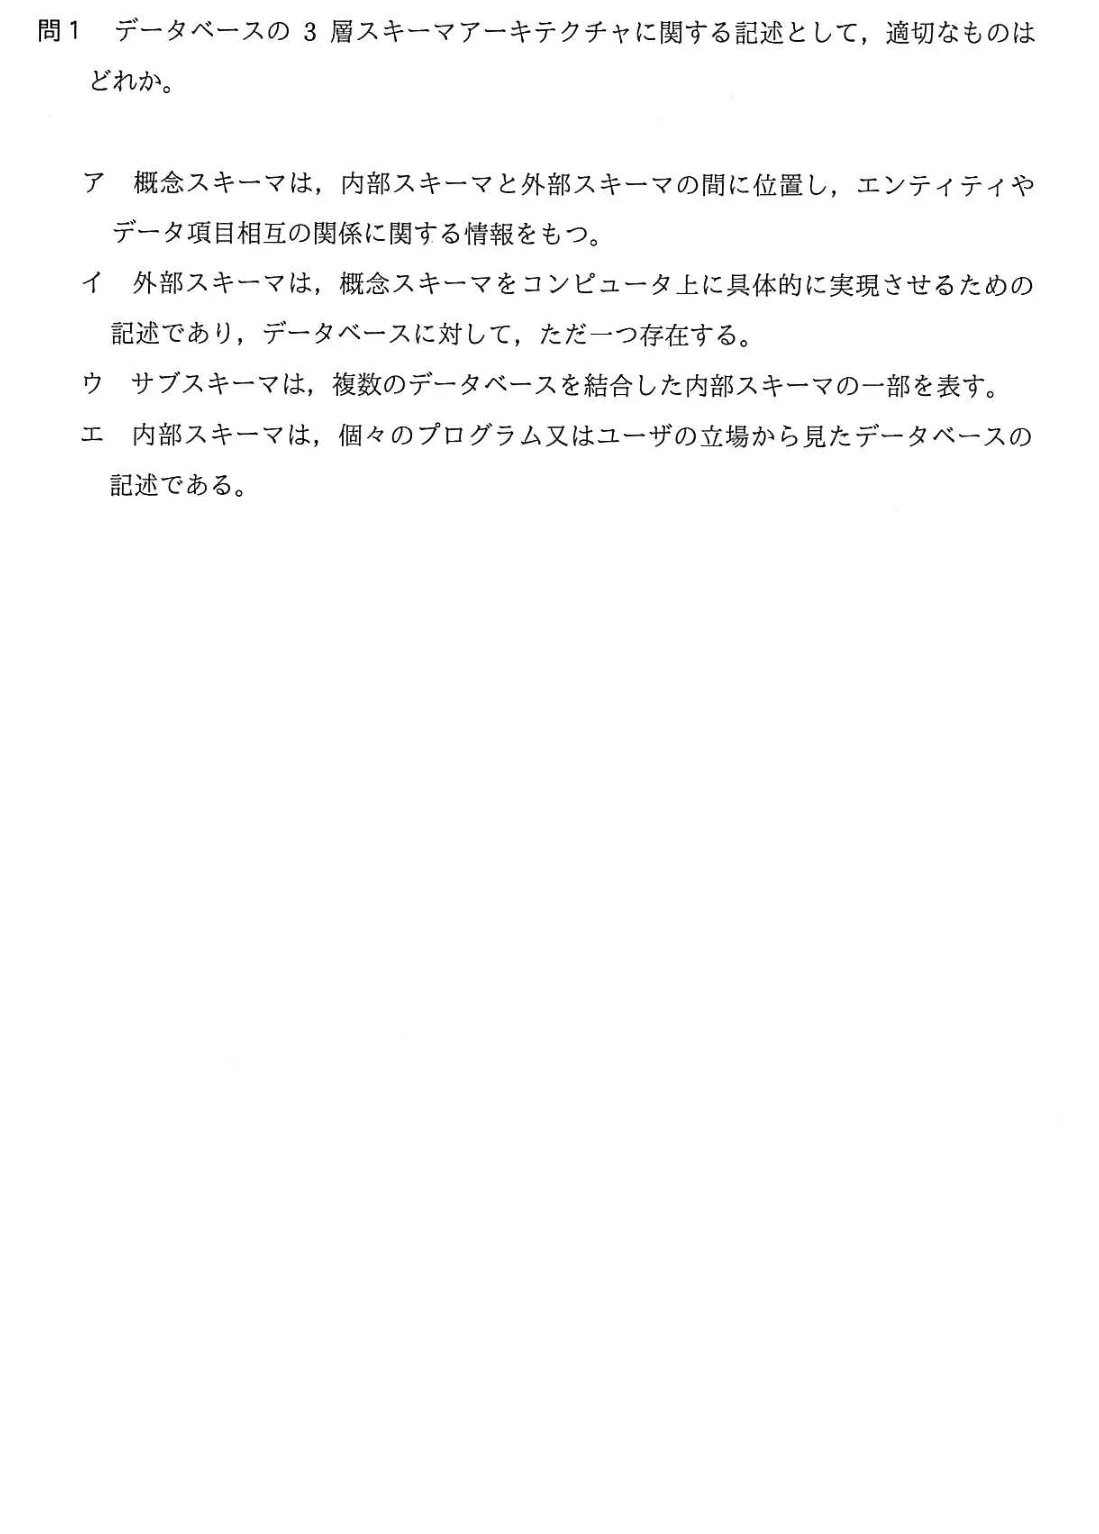 問1 データベースの 3 層スキーマアーキテクチャに関する記述として，適切なものは
どれか。
ア 概念スキーマは，内部スキーマと外部スキーマの間に位置し，エンティティや
データ項目相互の関係に関する情報をもつ。
イ 外部スキーマは，概念スキーマをコンピュータ上に具体的に実現させるための
記述であり，データベースに対して，ただ一つ存在する。
ウ サブスキーマは，複数のデータベースを結合した内部スキーマの一部を表す。
エ 内部スキーマは，個々のプログラム又はユーザの立場から見たデータベースの
記述である。